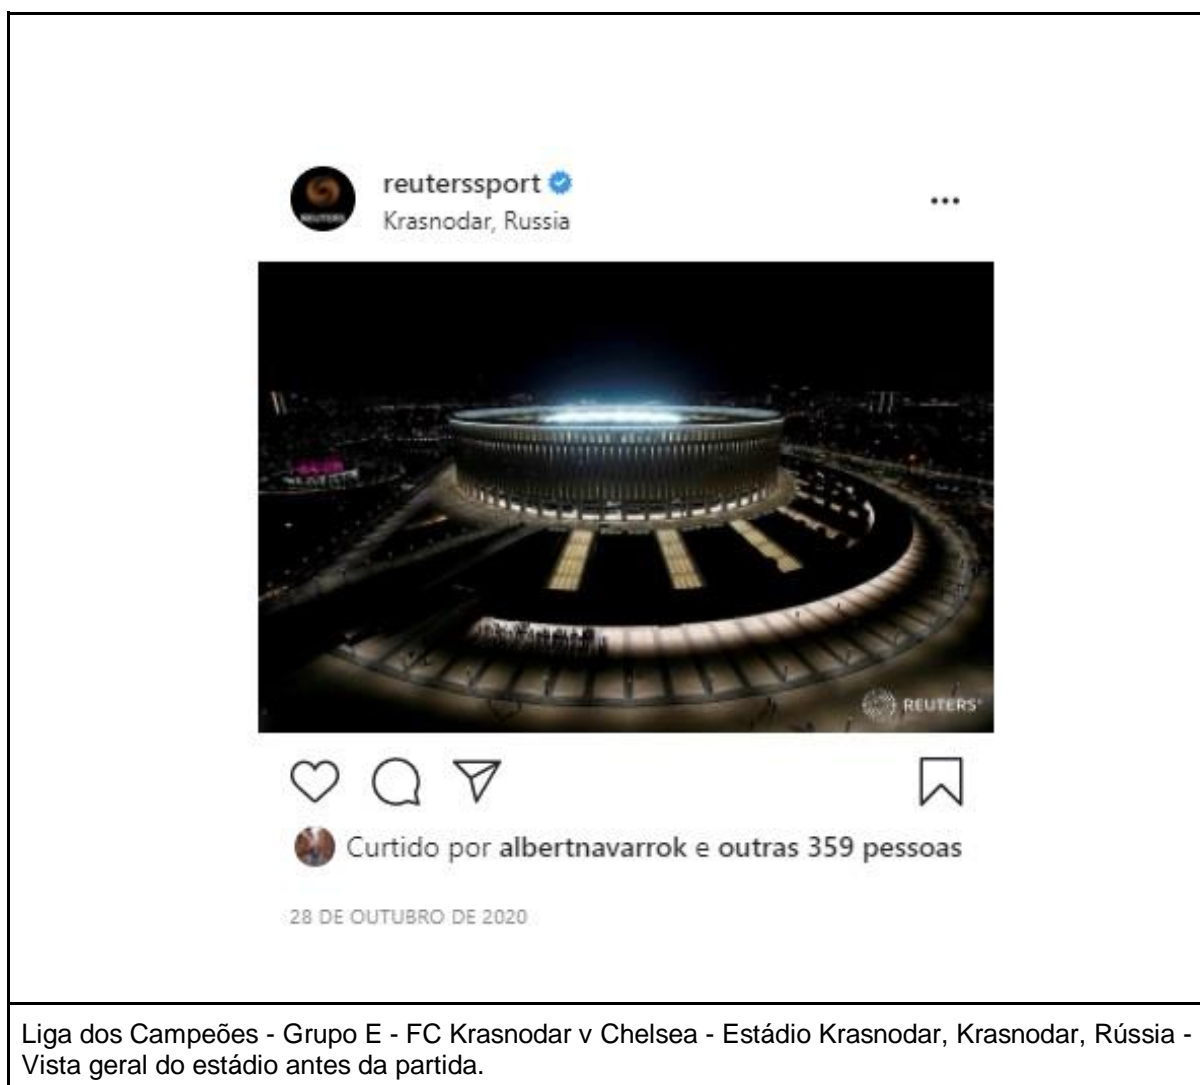 reuterssport
Krasnodar, Russia
REUTERS
REUTERS
Curtido por albertnavarrok e outras 359 pessoas
28 DE OUTUBRO DE 2020
Liga dos Campeões - Grupo E - FC Krasnodar v Chelsea - Estádio Krasnodar, Krasnodar, Rússia -
Vista geral do estádio antes da partida.